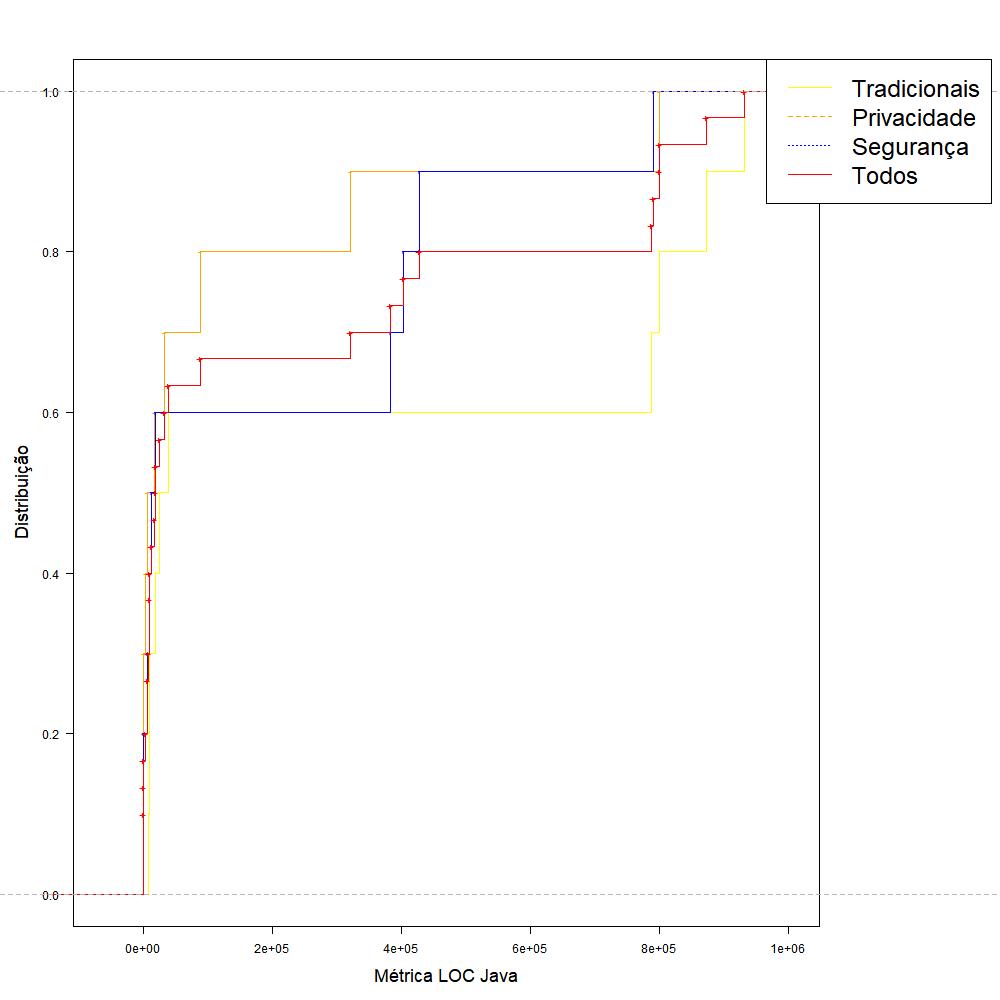 Tradicionais
Privacidade
Segurança
Todos
1.0
0.8
0.6
0.4
0.2
0.0
Distribuição
0e+00 2e+05 4e+05 6e+05 8e+05 1e+06
Métrica LOC Java